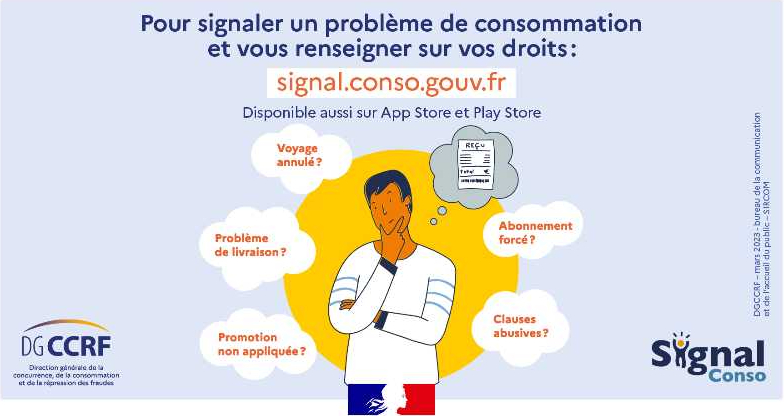 Pour signaler un problème de consommation
et vous renseigner sur vos droits :
signal.conso.gouv.fr
Disponible aussi sur App Store et Play Store
Voyage
annulé ?
REÇU
Total €
Problème
de livraison ?
Abonnement
forcé ?
Promotion
non appliquée ?
Clauses
abusives ?
DGCCRF
Direction générale de la
concurrence, de la consommation
et de la répression des fraudes
Signal
Conso
DGCCRF – mars 2023 - bureau de la communication
et de l'accueil du public – SIRCOM